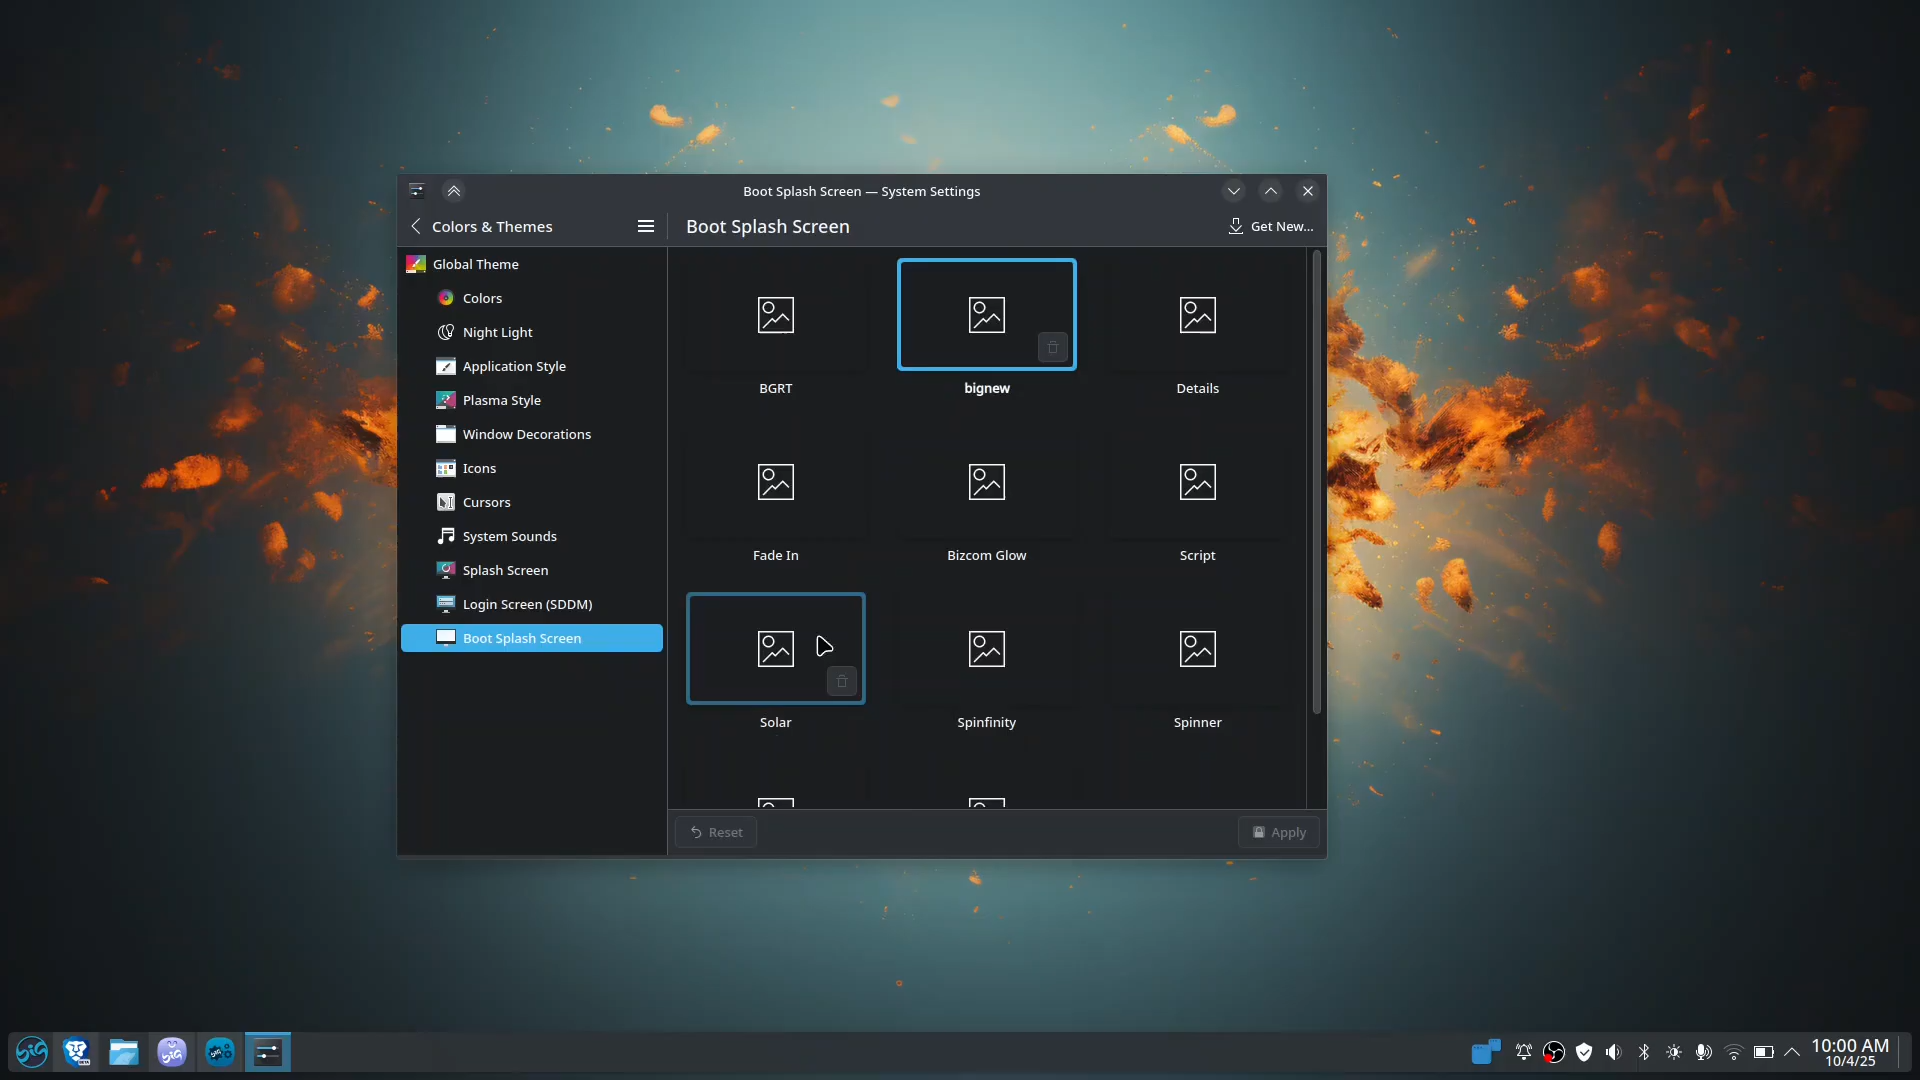 Boot Splash Screen — System Settings
Colors & Themes
Boot Splash Screen
Get New...
Global Theme
Colors
Night Light
Application Style
Plasma Style
Window Decorations
Icons
Cursors
System Sounds
Splash Screen
Login Screen (SDDM)
Boot Splash Screen
BGRT
bignew
Details
Fade In
Bizcom Glow
Script
Solar
Spinfinity
Spinner
Reset
Apply
10:00 AM
10/4/25